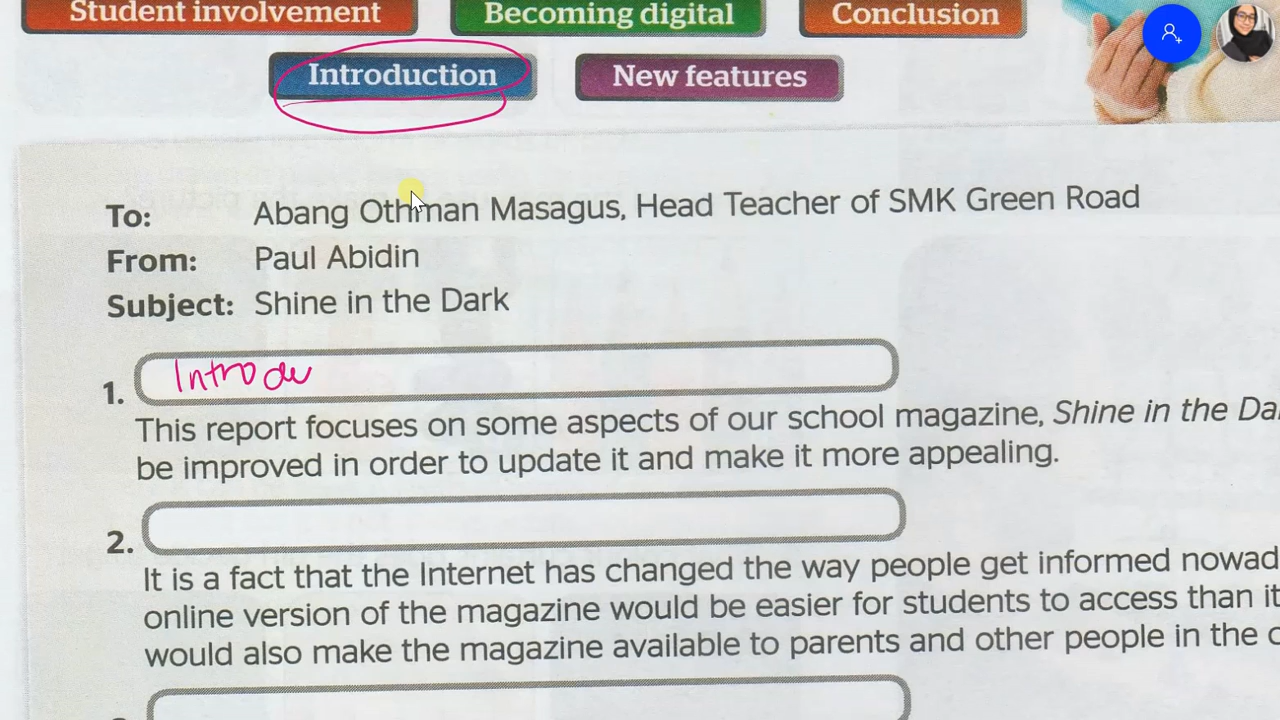 Student involvement
Becoming digital
Conclusion
Introduction
New features
To: Abang Othman Masagus, Head Teacher of SMK Green Road
From: Paul Abidin
Subject: Shine in the Dark
1. Introdu
This report focuses on some aspects of our school magazine, Shine in the Da
be improved in order to update it and make it more appealing.
2.
It is a fact that the Internet has changed the way people get informed nowad
online version of the magazine would be easier for students to access than it
would also make the magazine available to parents and other people in the c